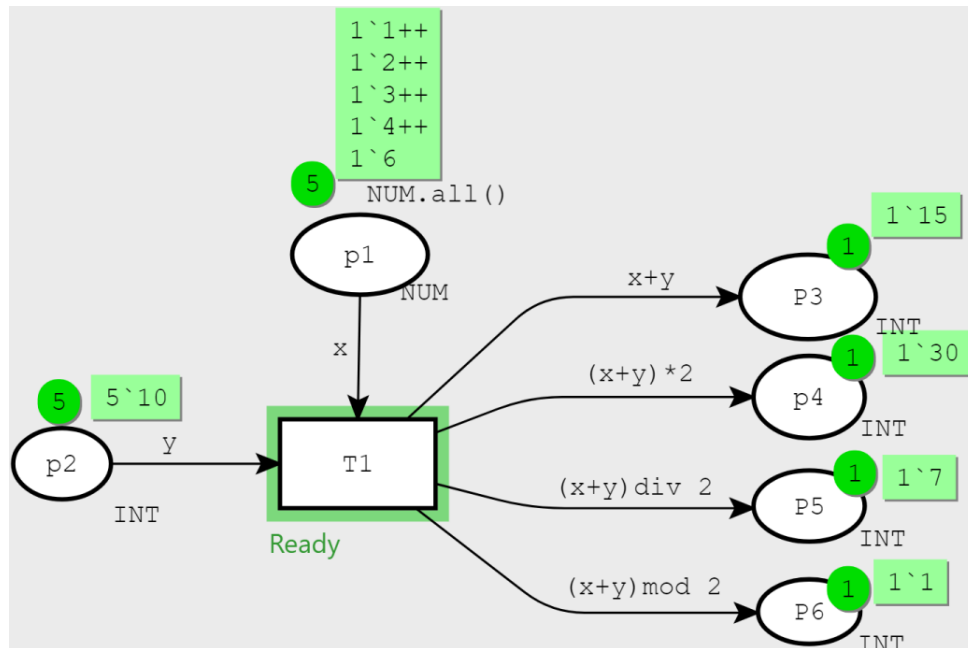 1`1++
1`2++
1`3++
1`4++
1`6
5
NUM.all()
p1
NUM
x
5
5`10
p2
y
INT
T1
Ready
x+y
1
1`15
P3
INT
(x+y)*2
1
1`30
p4
INT
(x+y)div 2
1
1`7
P5
INT
(x+y)mod 2
1
1`1
P6
INT